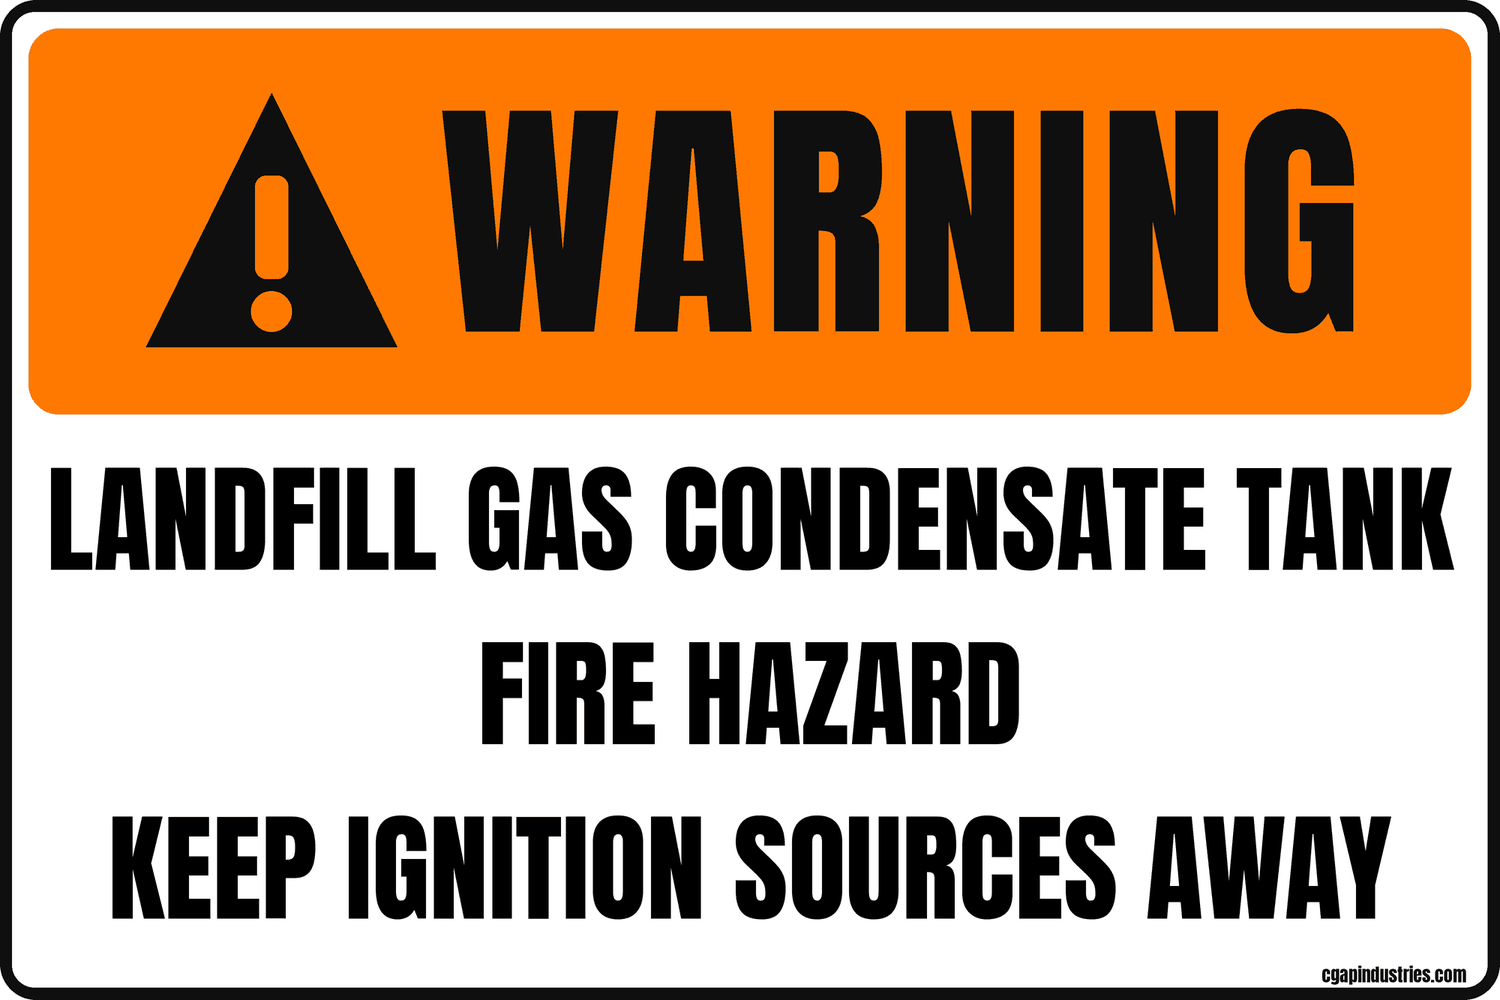 WARNING
LANDFILL GAS CONDENSATE TANK
FIRE HAZARD
KEEP IGNITION SOURCES AWAY
cgapindustries.com